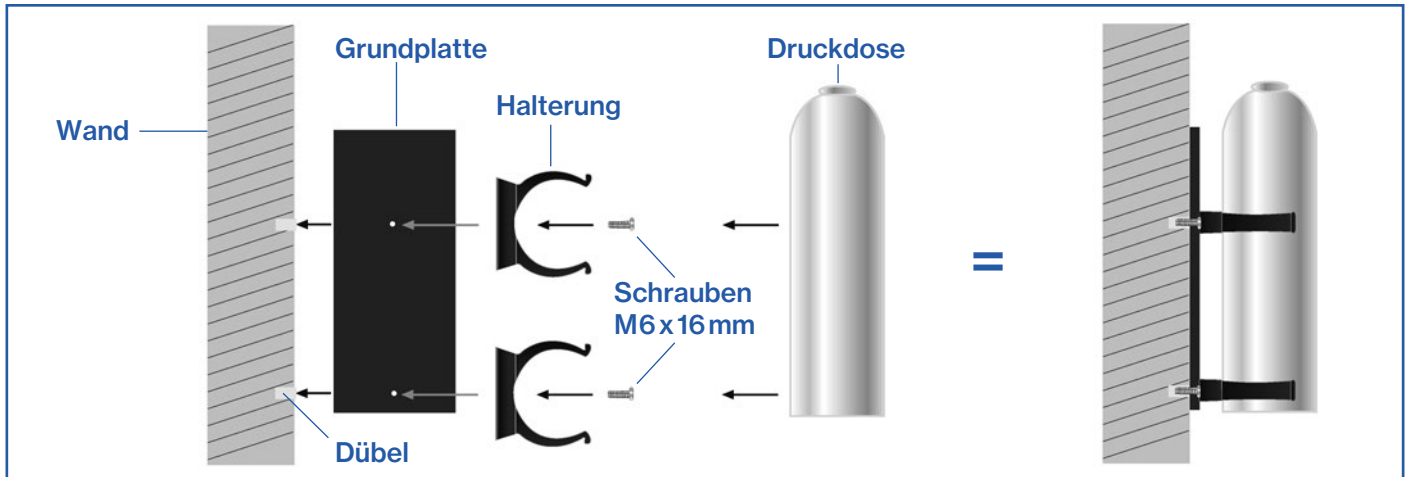 Grundplatte
Druckdose
Halterung
Wand
=
Schrauben
M6 x 16 mm
Dübel